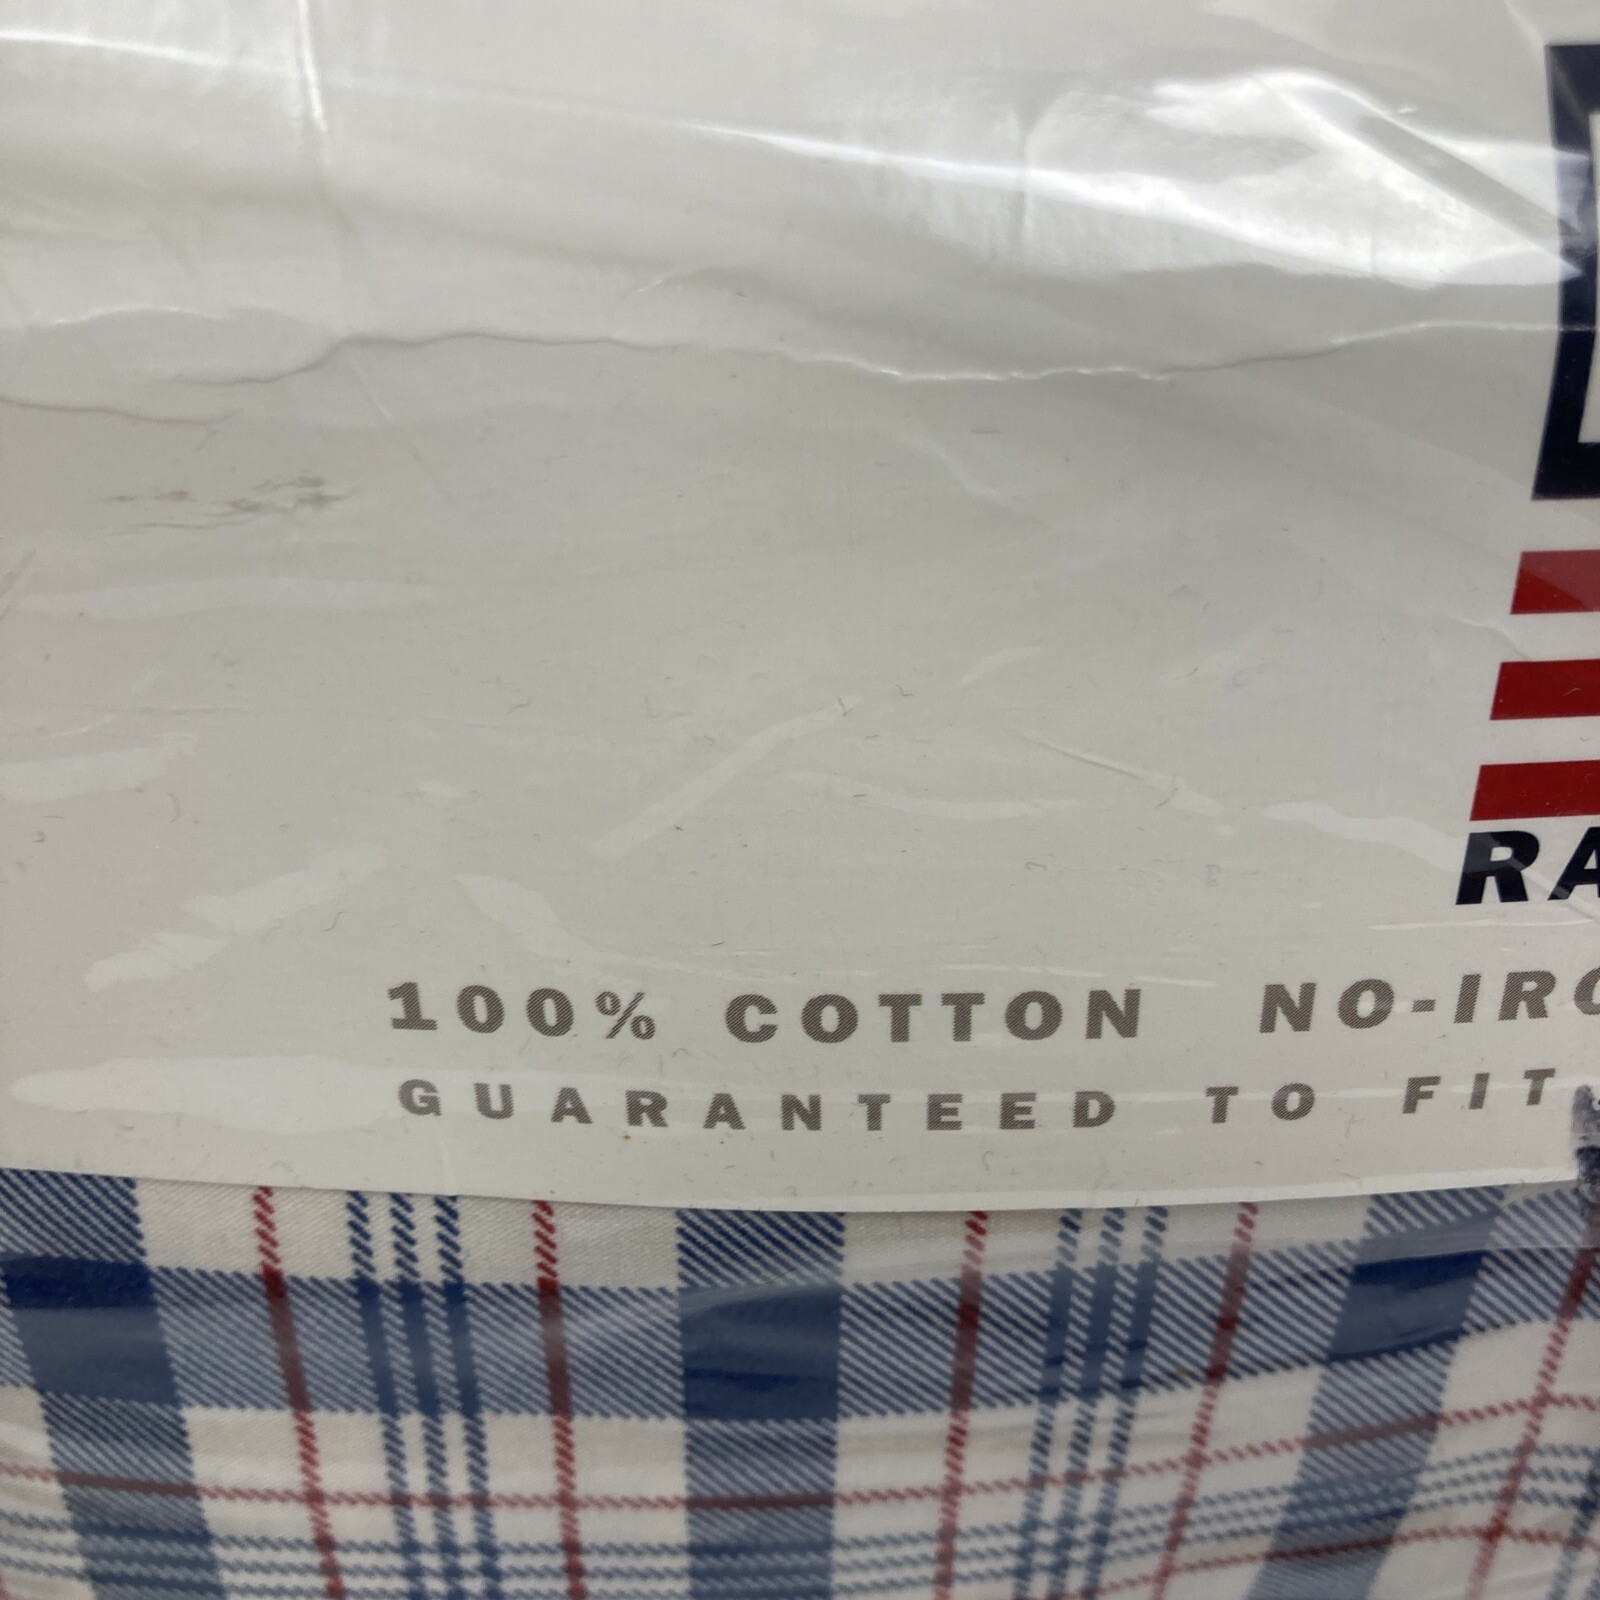 RA
100% COTTON NO-IRO
GUARANTEED TO FIT